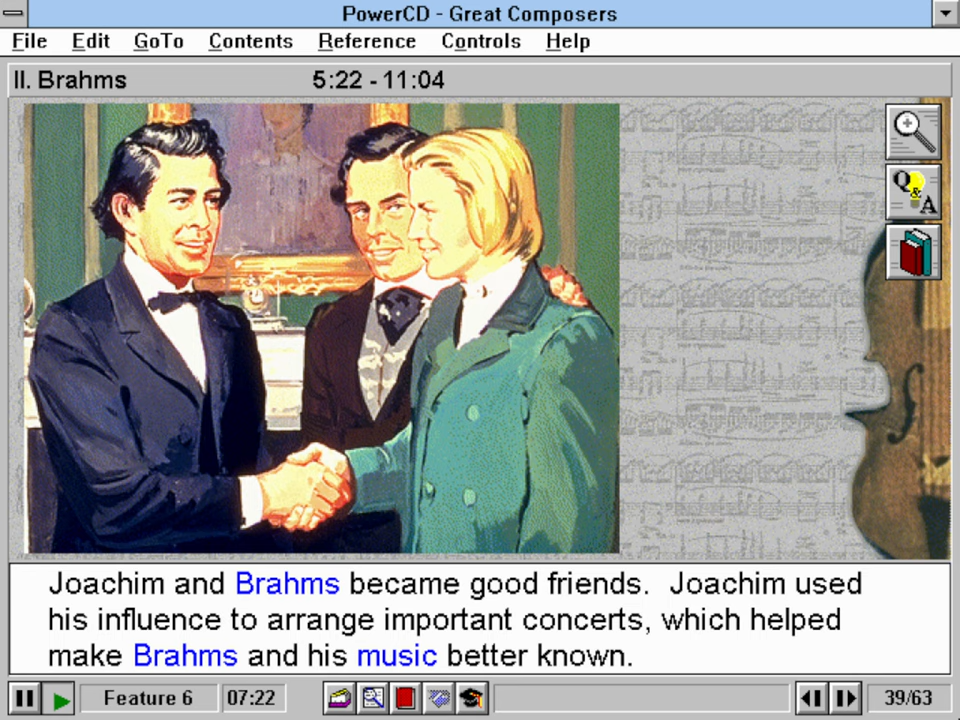 PowerCD - Great Composers
File Edit GoTo Contents Reference Controls Help
II. Brahms 5:22 - 11:04
Q & A
Joachim and Brahms became good friends. Joachim used
his influence to arrange important concerts, which helped
make Brahms and his music better known.
Feature 6 07:22 39/63